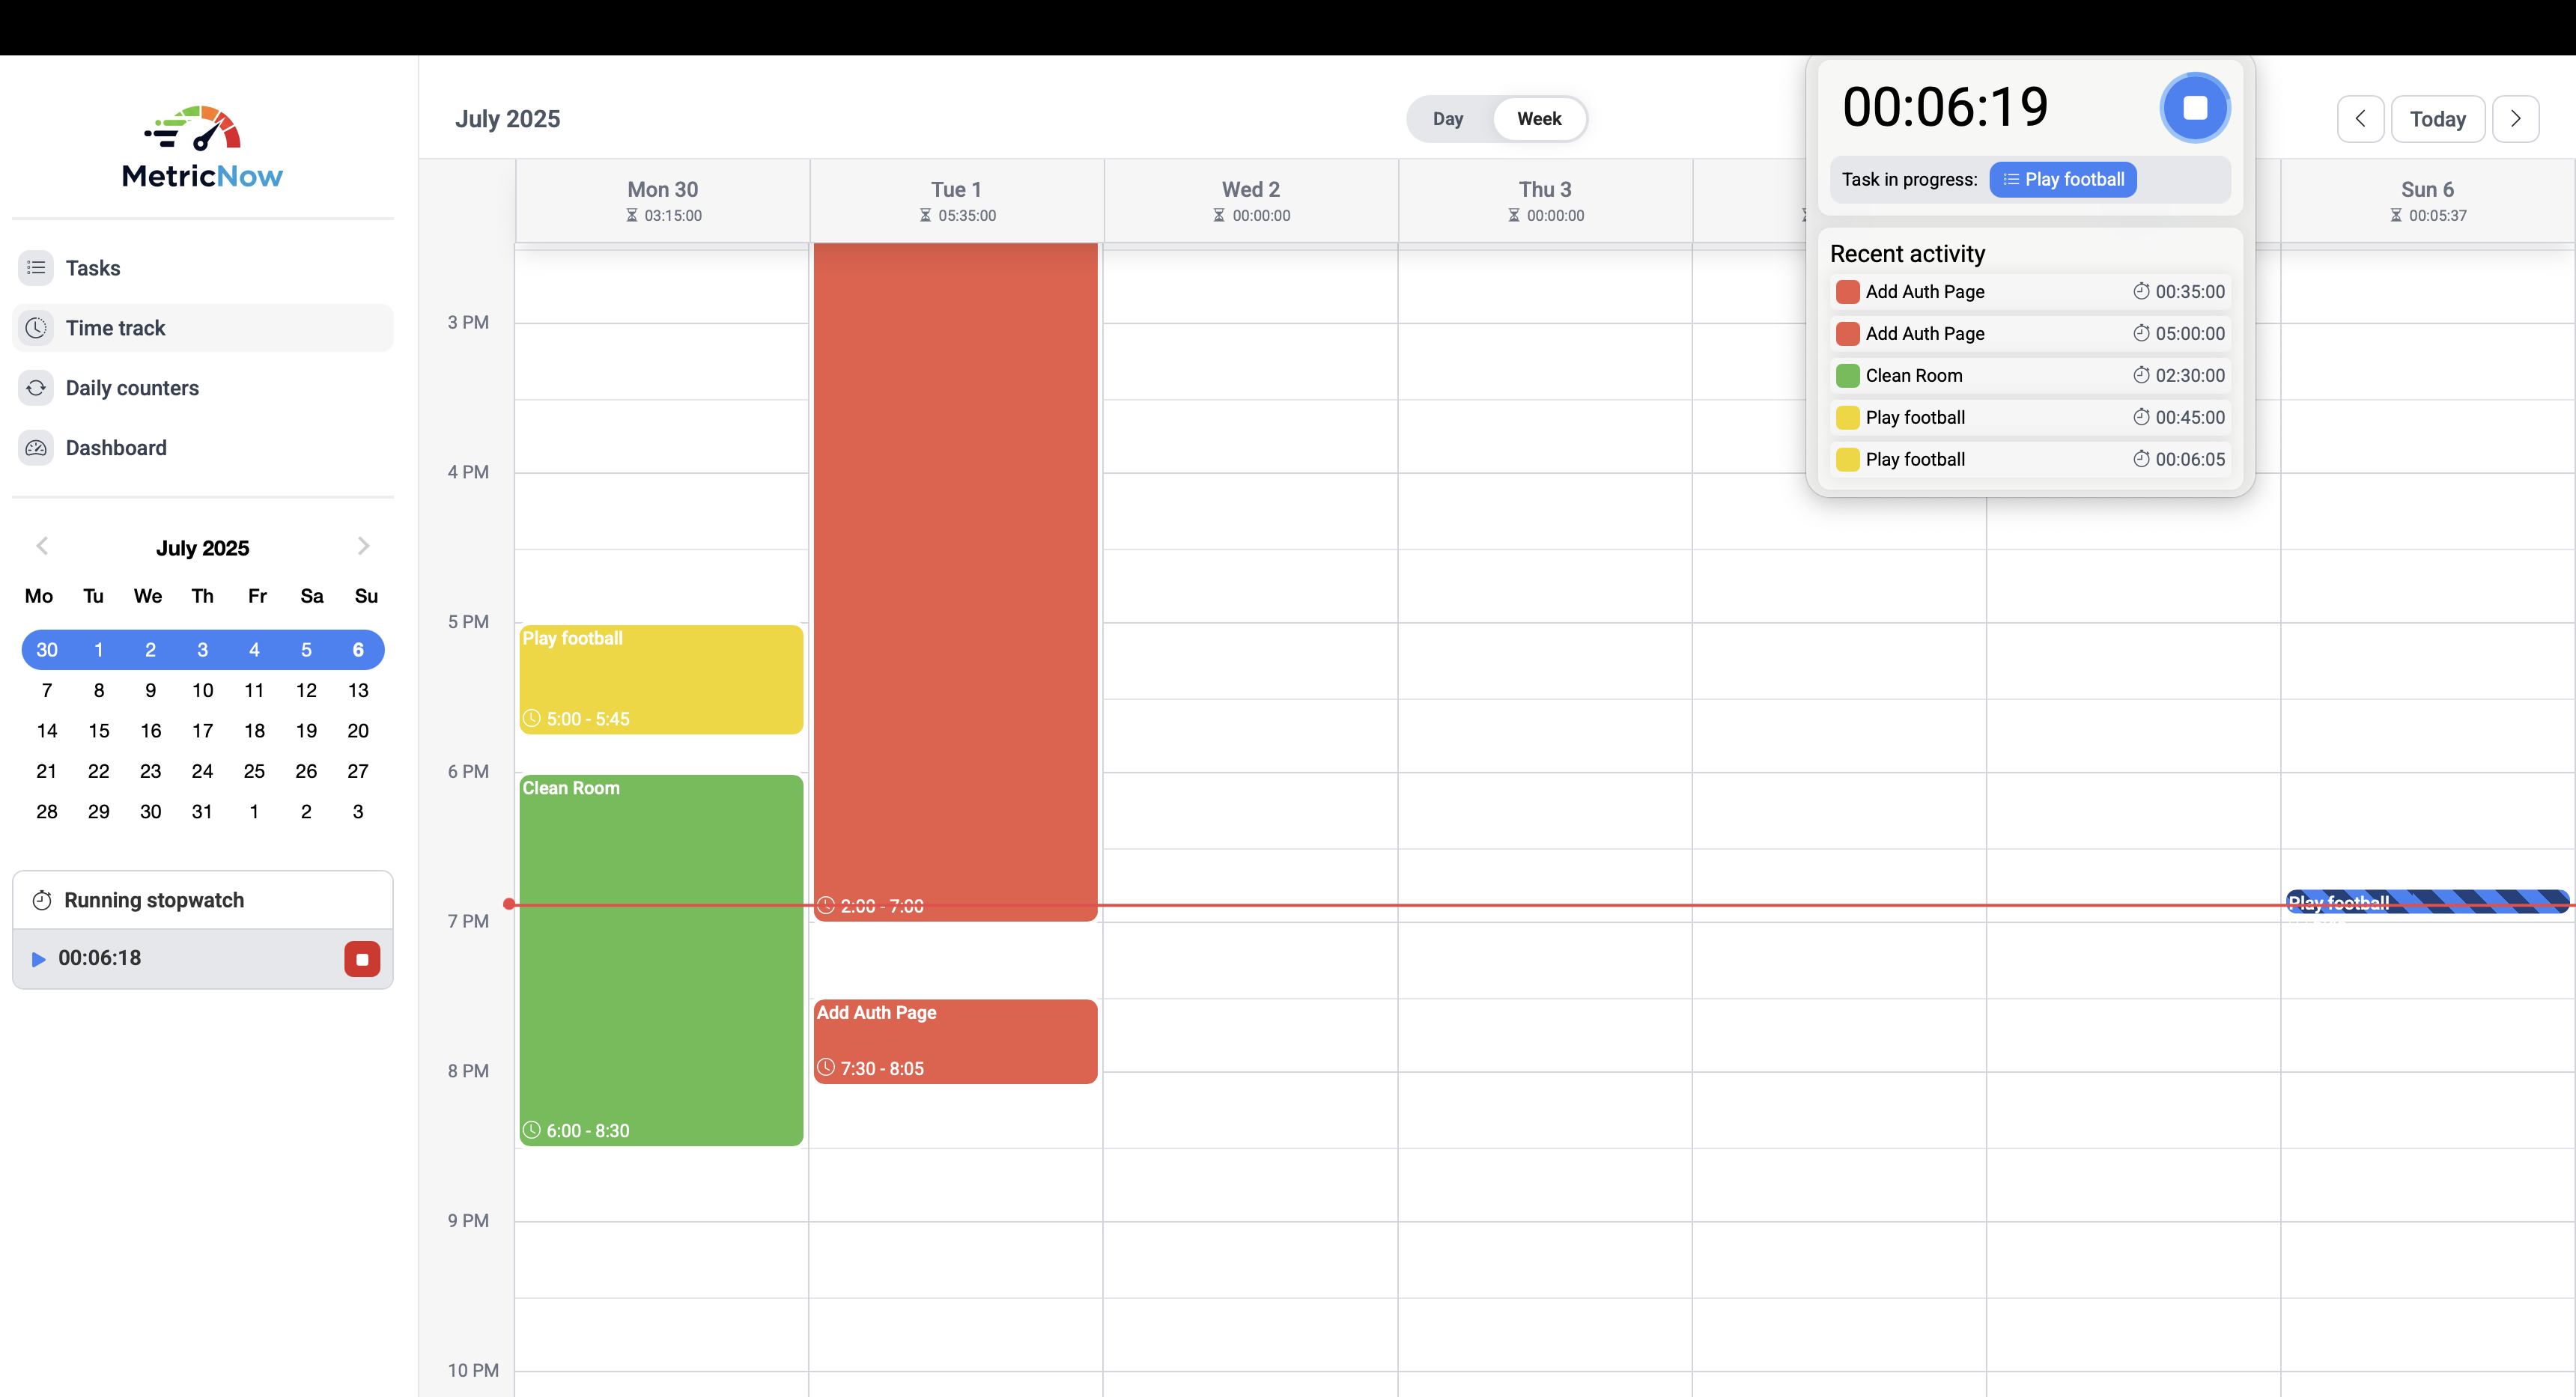 MetricNow
Tasks
Time track
Daily counters
Dashboard
July 2025
Mo Tu We Th Fr Sa Su
30 1 2 3 4 5 6
7 8 9 10 11 12 13
14 15 16 17 18 19 20
21 22 23 24 25 26 27
28 29 30 31 1 2 3
Running stopwatch
00:06:18
July 2025
Day Week
Today
Mon 30
03:15:00
Tue 1
05:35:00
Wed 2
00:00:00
Thu 3
00:00:00
Sun 6
00:05:37
00:06:19
Task in progress: Play football
Recent activity
Add Auth Page 00:35:00
Add Auth Page 05:00:00
Clean Room 02:30:00
Play football 00:45:00
Play football 00:06:05
3 PM
4 PM
5 PM
6 PM
7 PM
8 PM
9 PM
10 PM
Play football
5:00 - 5:45
Clean Room
6:00 - 8:30
2:00 - 7:00
Add Auth Page
7:30 - 8:05
Play football